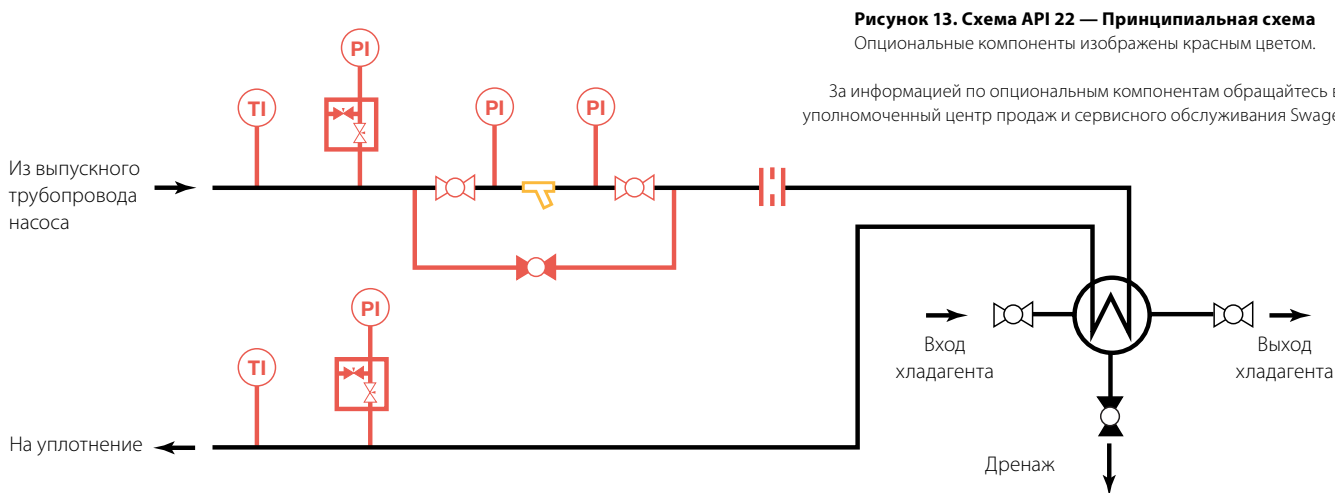 Рисунок 13. Схема API 22 — Принципиальная схема
Опциональные компоненты изображены красным цветом.
За информацией по опциональным компонентам обращайтесь в
уполномоченный центр продаж и сервисного обслуживания
PI
TI
PI
PI
Из выпускного
трубопровода
насоса
PI
TI
Вход
хладагента
Выход
хладагента
На уплотнение
Дренаж